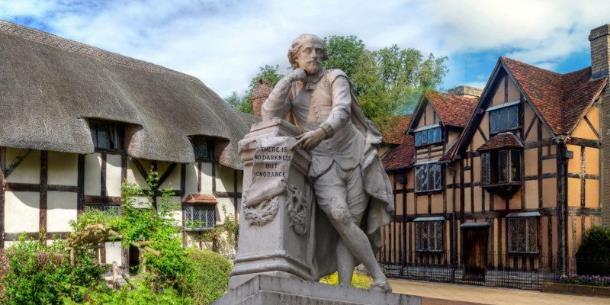 THERE IS
NO DARKNESS
BUT
IGNORANCE